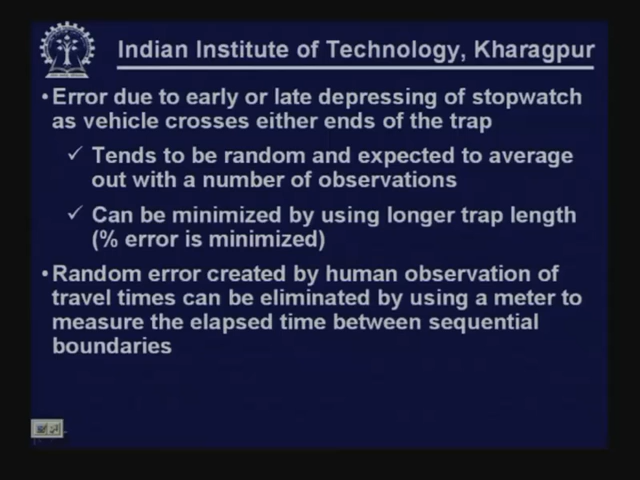 Indian Institute of Technology, Kharagpur
• Error due to early or late depressing of stopwatch
as vehicle crosses either ends of the trap
✓ Tends to be random and expected to average
out with a number of observations
✓ Can be minimized by using longer trap length
(% error is minimized)
• Random error created by human observation of
travel times can be eliminated by using a meter to
measure the elapsed time between sequential
boundaries